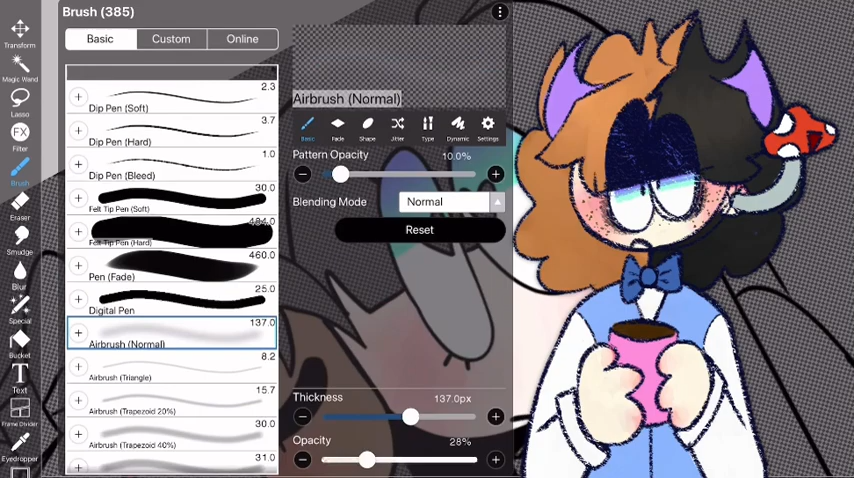 Brush (385)
Basic
Custom
Online
Transform
Magic Wand
Lasso
FX
Filter
Brush
Eraser
Smudge
Blur
Special
Bucket
T
Text
Frame Divider
Eyedropper
2.3
Dip Pen (Soft)
3.7
Dip Pen (Hard)
1.0
Dip Pen (Bleed)
30.0
Felt Tip Pen (Soft)
484.0
Felt Tip Pen (Hard)
460.0
Pen (Fade)
25.0
Digital Pen
137.0
Airbrush (Normal)
8.2
Airbrush (Triangle)
15.7
Airbrush (Trapezoid 20%)
30.0
Airbrush (Trapezoid 40%)
31.0
Airbrush (Normal)
Basic
Fade
Shape
Jitter
Type
Dynamic
Settings
Pattern Opacity 10.0%
Blending Mode Normal
Reset
Thickness 137.0px
Opacity 28%